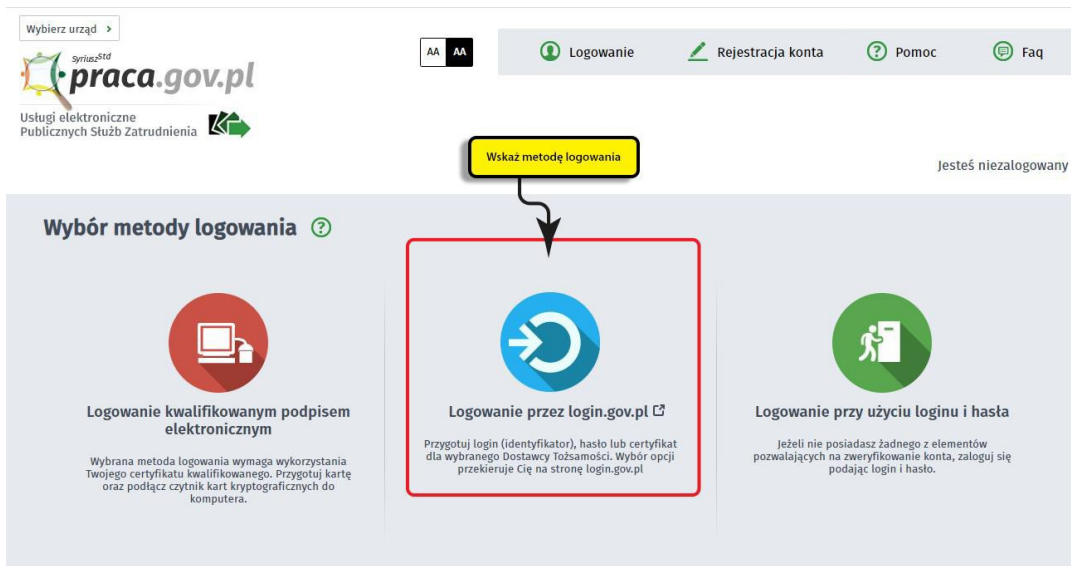 Wybierz urząd >
AA AA
Logowanie
Rejestracja konta
Pomoc
Faq
Syriusz Std
praca.gov.pl
Usługi elektroniczne
Publicznych Służb Zatrudnienia
Wskaż metodę logowania
Jesteś niezalogowany
Wybór metody logowania ?
Logowanie kwalifikowanym podpisem
elektronicznym
Wybrana metoda logowania wymaga wykorzystania
Twojego certyfikatu kwalifikowanego. Przygotuj kartę
oraz podłącz czytnik kart kryptograficznych do
komputera.
Logowanie przez login.gov.pl
Przygotuj login (identyfikator), hasło lub certyfikat
dla wybranego Dostawcy Tożsamości. Wybór opcji
przekieruje Cię na stronę login.gov.pl
Logowanie przy użyciu loginu i hasła
Jeżeli nie posiadasz żadnego z elementów
pozwalających na zweryfikowanie konta, zaloguj się
podając login i hasło.